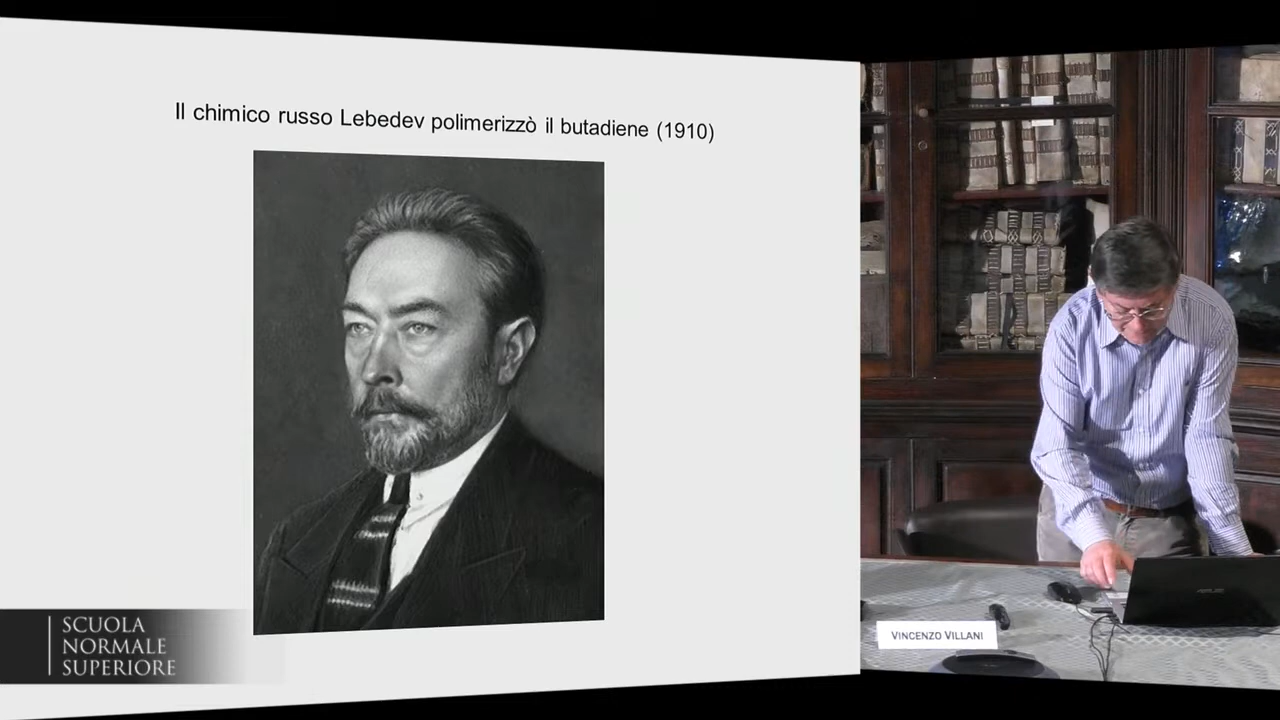 Il chimico russo Lebedev polimerizzò il butadiene (1910)
SCUOLA
NORMALE
SUPERIORE
VINCENZO VILLANI